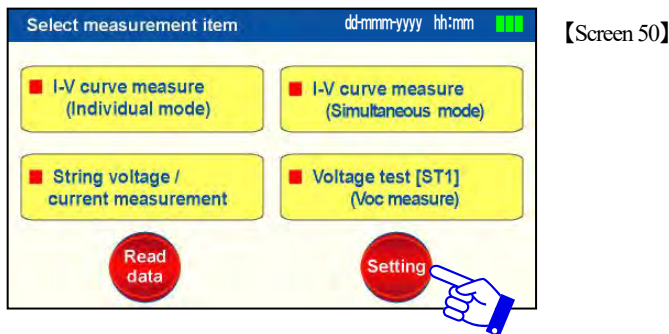 Select measurement item dd-mmm-yyyy hh:mm
【Screen 50】
I-V curve measure
(Individual mode)
I-V curve measure
(Simultaneous mode)
String voltage /
current measurement
Voltage test [ST1]
(Voc measure)
Read
data
Setting